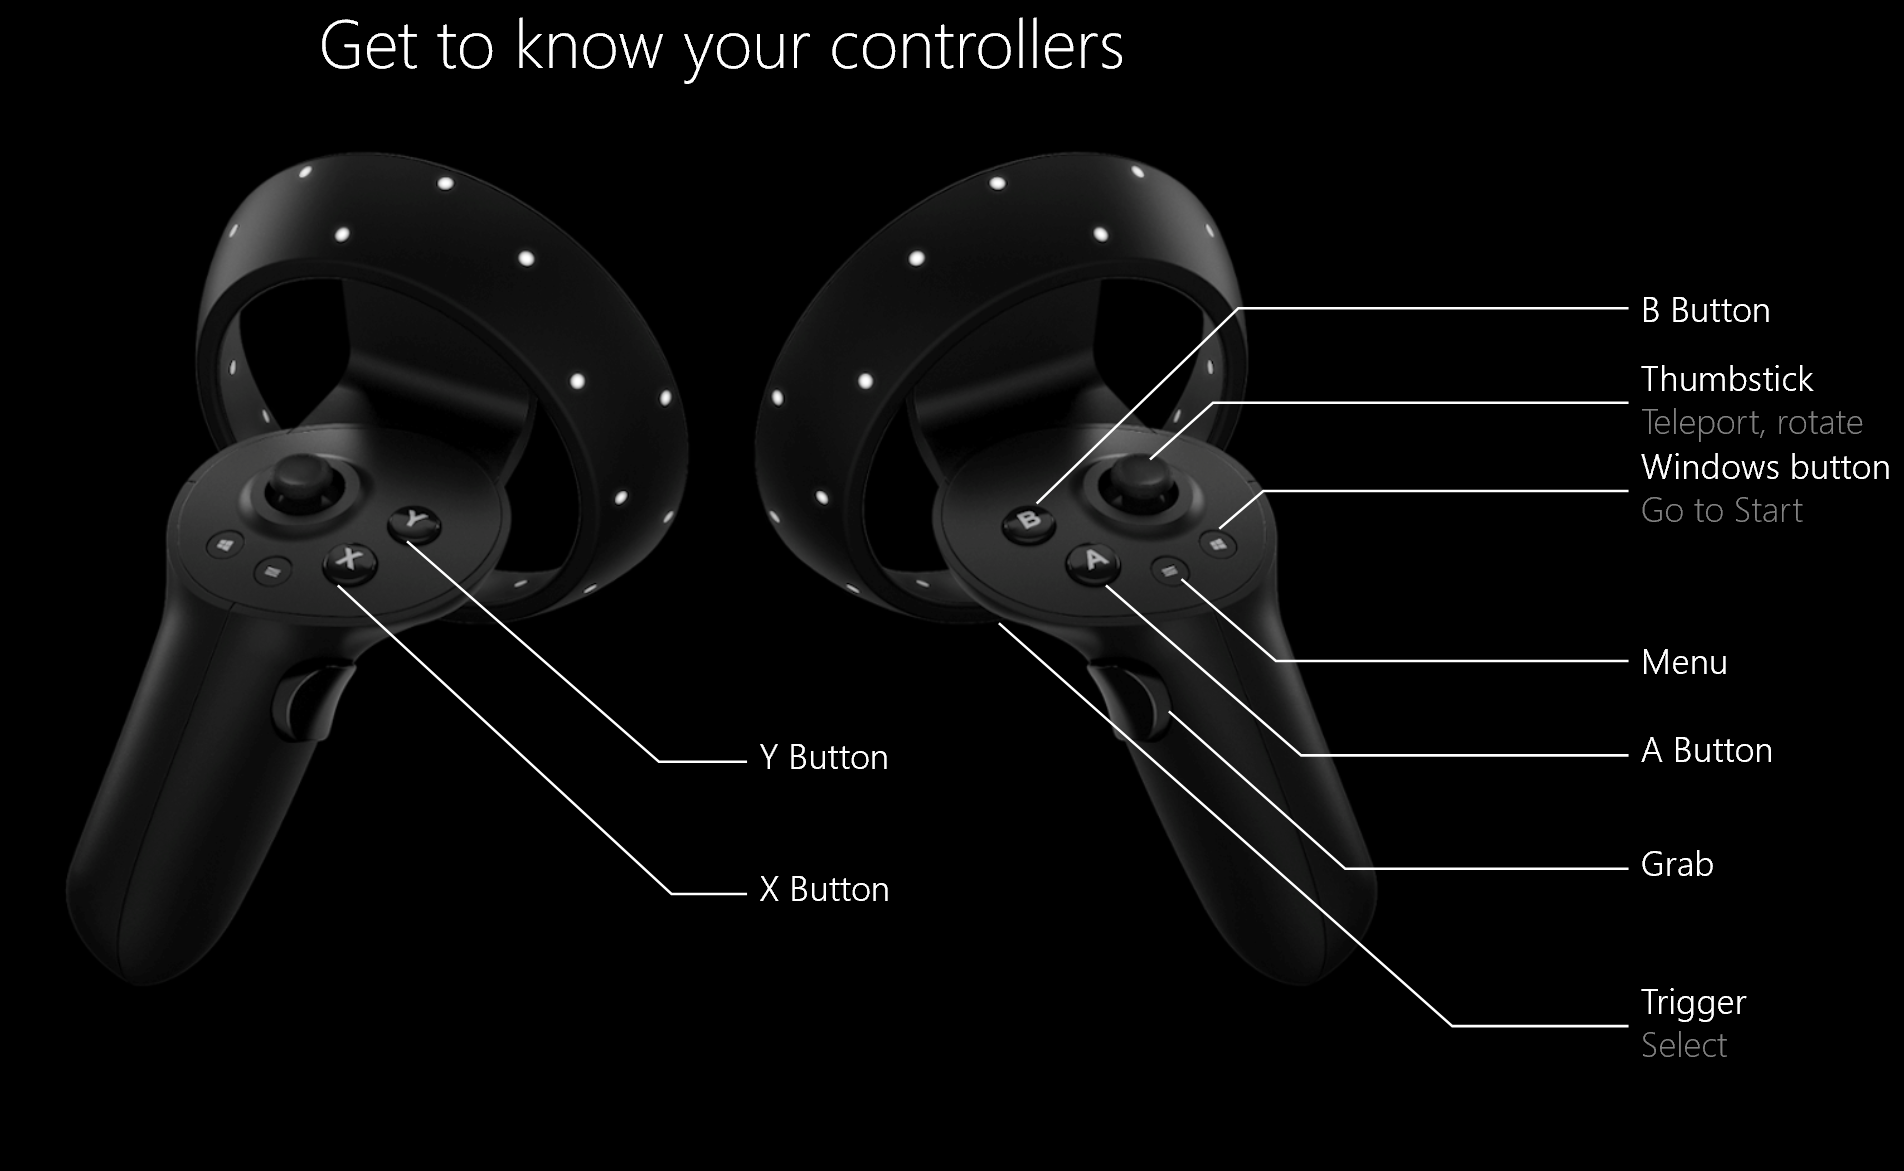 Get to know your controllers
B Button
Thumbstick
Teleport, rotate
Windows button
Go to Start
Y
X
B
A
Menu
Y Button
A Button
X Button
Grab
Trigger
Select